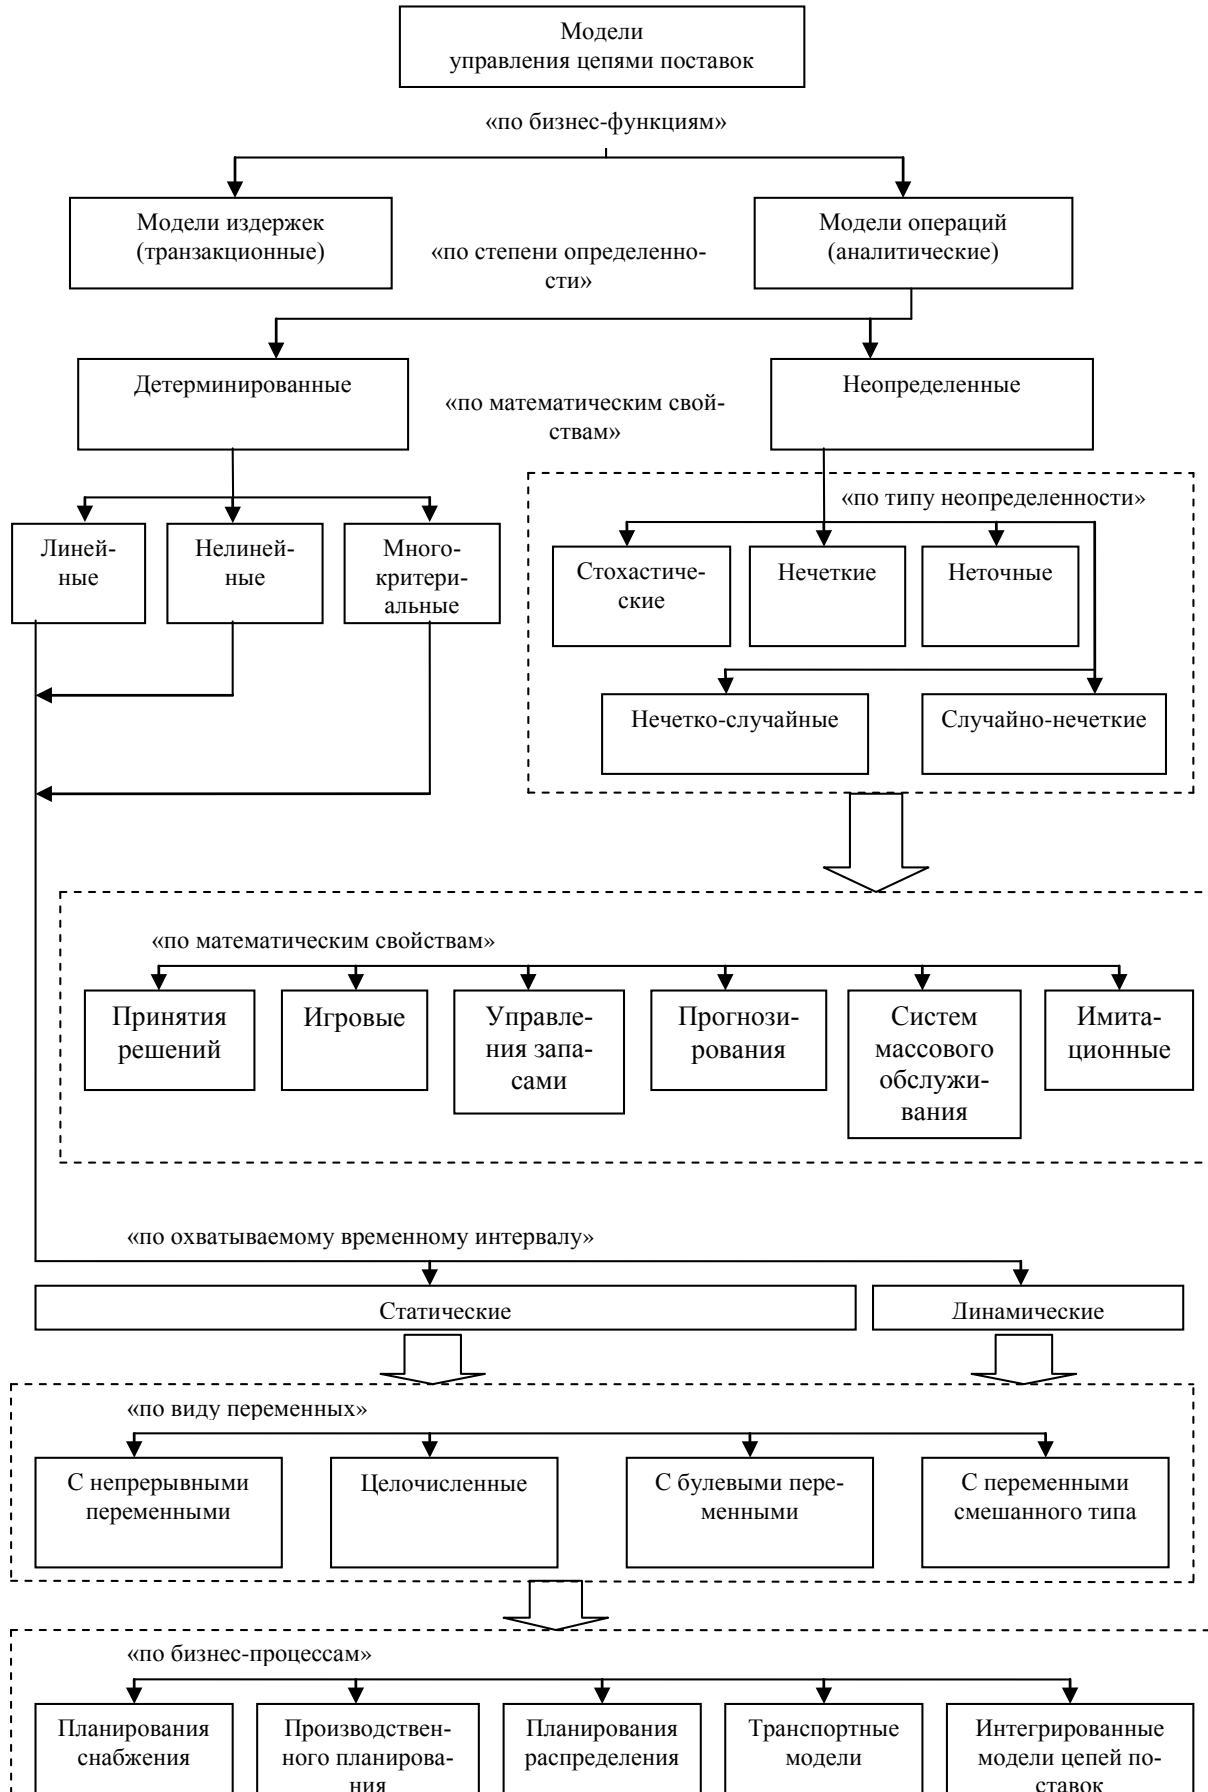 Модели
управления цепями поставок
«по бизнес-функциям»
Модели издержек
(транзакционные)
Модели операций
(аналитические)
«по степени определенно-
сти»
Детерминированные
Неопределенные
«по математическим свой-
ствам»
«по типу неопределенности»
Линей-
ные
Нелиней-
ные
Много-
критери-
альные
Стохастиче-
ские
Нечеткие
Неточные
Нечетко-случайные
Случайно-нечеткие
«по математическим свойствам»
Принятия
решений
Игровые
Управле-
ния запа-
сами
Прогнози-
рования
Систем
массового
обслужи-
вания
Имита-
ционные
«по охватываемому временному интервалу»
Статические
Динамические
«по виду переменных»
С непрерывными
переменными
Целочисленные
С булевыми пере-
менными
С переменными
смешанного типа
«по бизнес-процессам»
Планирования
снабжения
Производствен-
ного планирова-
ния
Планирования
распределения
Транспортные
модели
Интегрированные
модели цепей по-
ставок